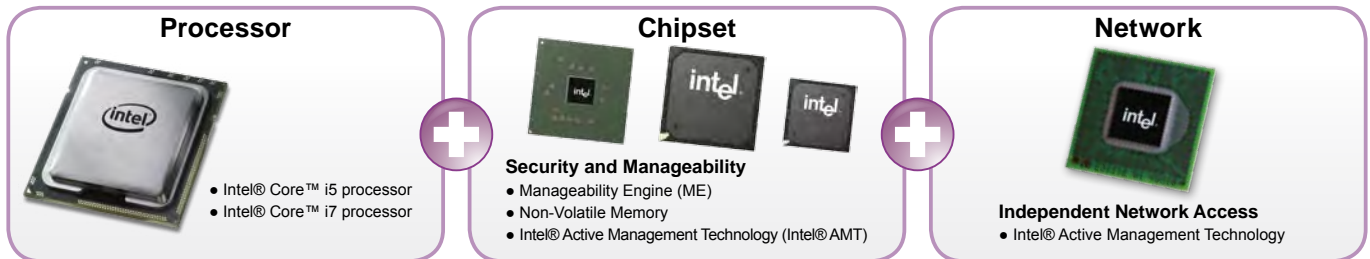 Processor
intel
● Intel® Core™ i5 processor
● Intel® Core™ i7 processor
Chipset
intel
intel
intel
Security and Manageability
● Manageability Engine (ME)
● Non-Volatile Memory
● Intel® Active Management Technology (Intel® AMT)
Network
intel
Independent Network Access
● Intel® Active Management Technology